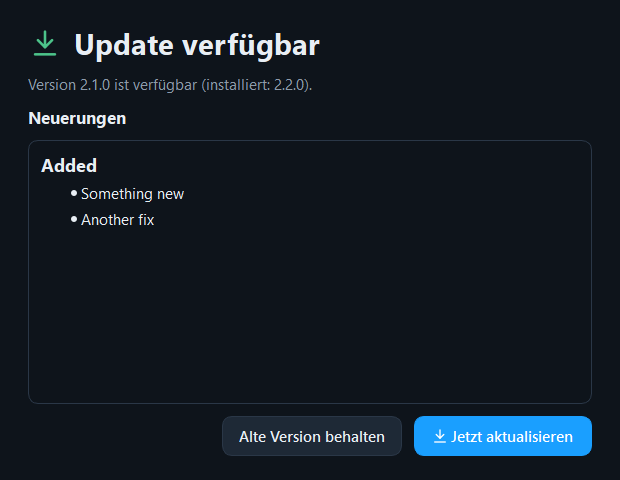 Update verfügbar
Version 2.1.0 ist verfügbar (installiert: 2.2.0).
Neuerungen
Added
• Something new
• Another fix
Alte Version behalten
Jetzt aktualisieren